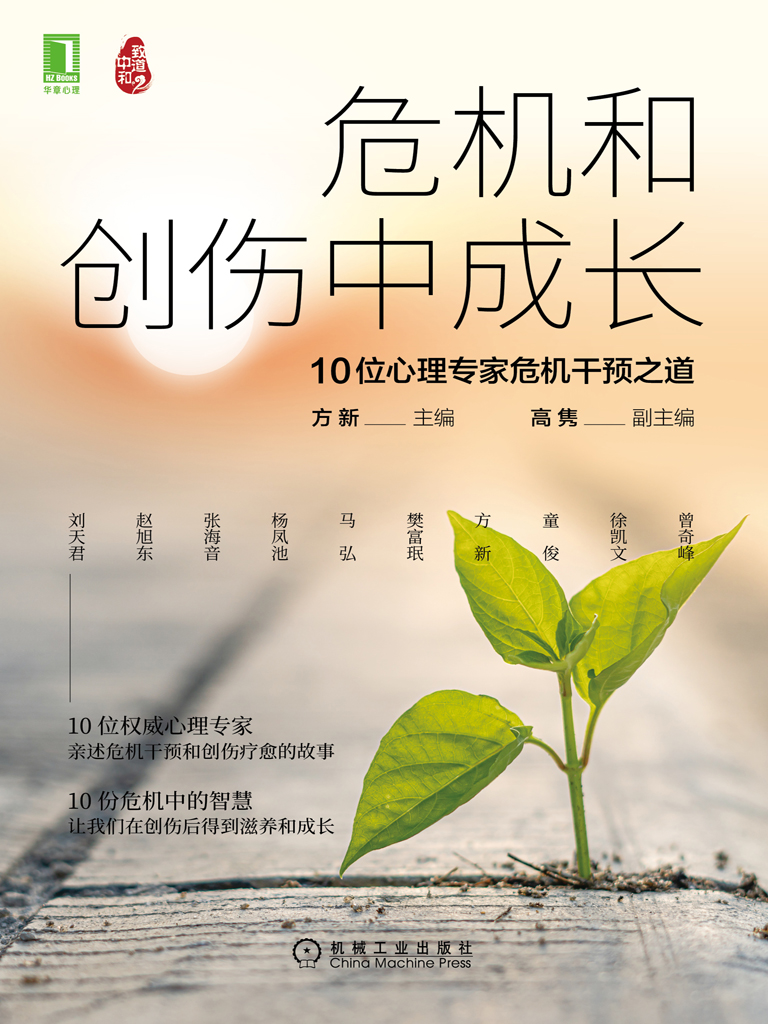 HZ BOOKS
华章心理
致道
中和2
危机和
创伤中成长
10位心理专家危机干预之道
方新 主编 高隽 副主编
刘天君 赵旭东 张海音 杨凤池 马弘 樊富珉 方新 童俊 徐凯文 曾奇峰
10位权威心理专家
亲述危机干预和创伤疗愈的故事
10份危机中的智慧
让我们在创伤后得到滋养和成长
机械工业出版社
China Machine Press